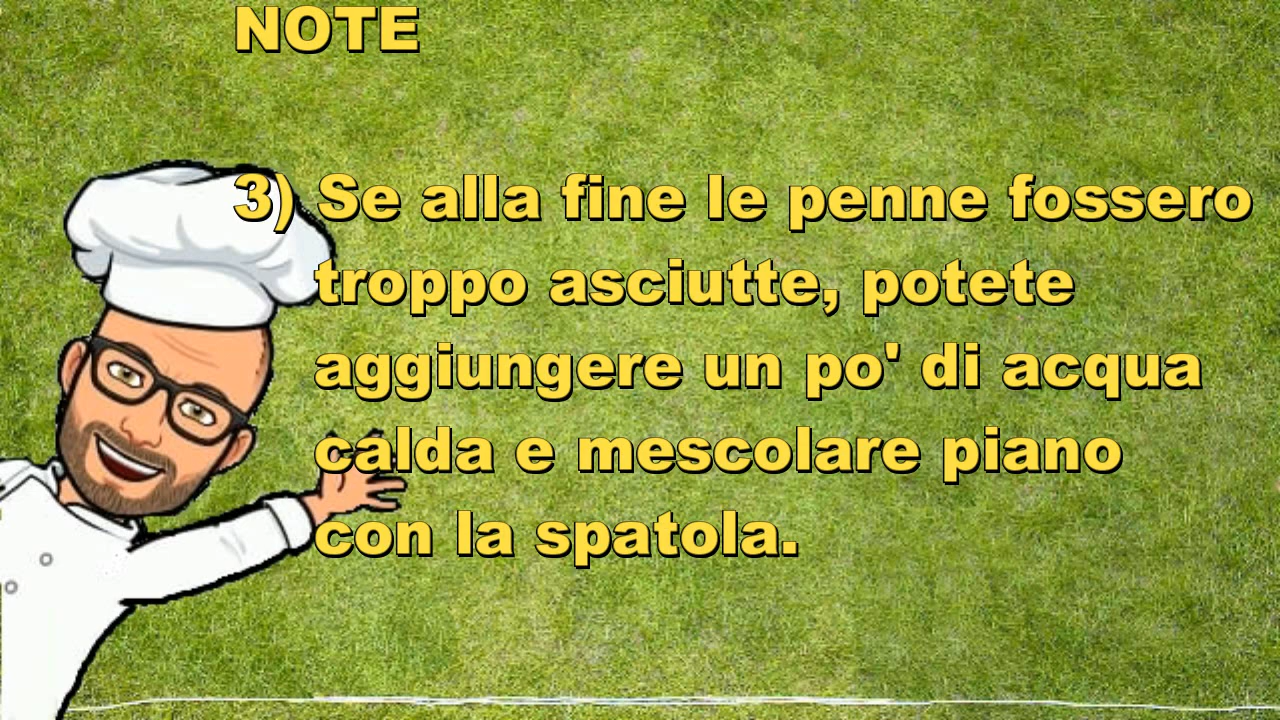 NOTE
3) Se alla fine le penne fossero
troppo asciutte, potete
aggiungere un po' di acqua
calda e mescolare piano
con la spatola.